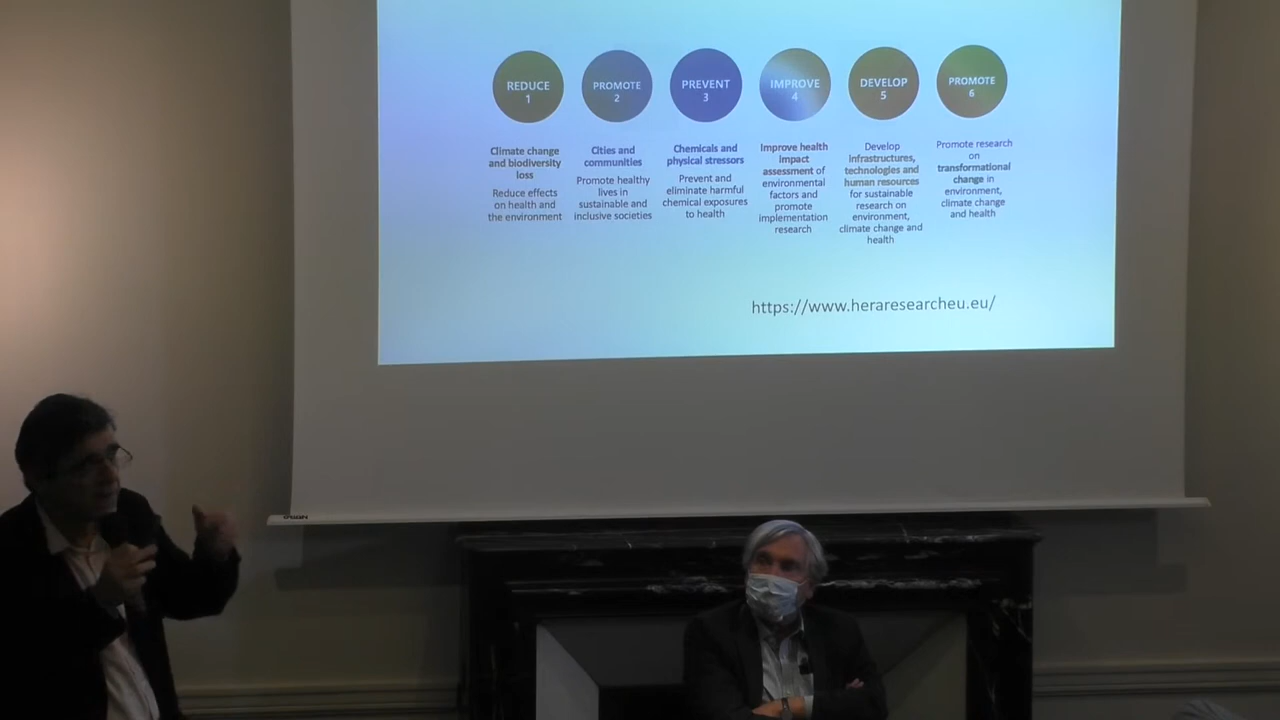 REDUCE
1
PROMOTE
2
PREVENT
3
IMPROVE
4
DEVELOP
5
PROMOTE
6
Climate change
and biodiversity
loss
Reduce effects
on health and
the environment
Cities and
communities
Promote healthy
lives in
sustainable and
inclusive societies
Chemicals and
physical stressors
Prevent and
eliminate harmful
chemical exposures
to health
Improve health
impact
assessment of
environmental
factors and
promote
implementation
research
Develop
infrastructures,
technologies and
human resources
for sustainable
research on
environment,
climate change and
health
Promote research
on
transformational
change in
environment,
climate change
and health
https://www.heraresearcheu.eu/